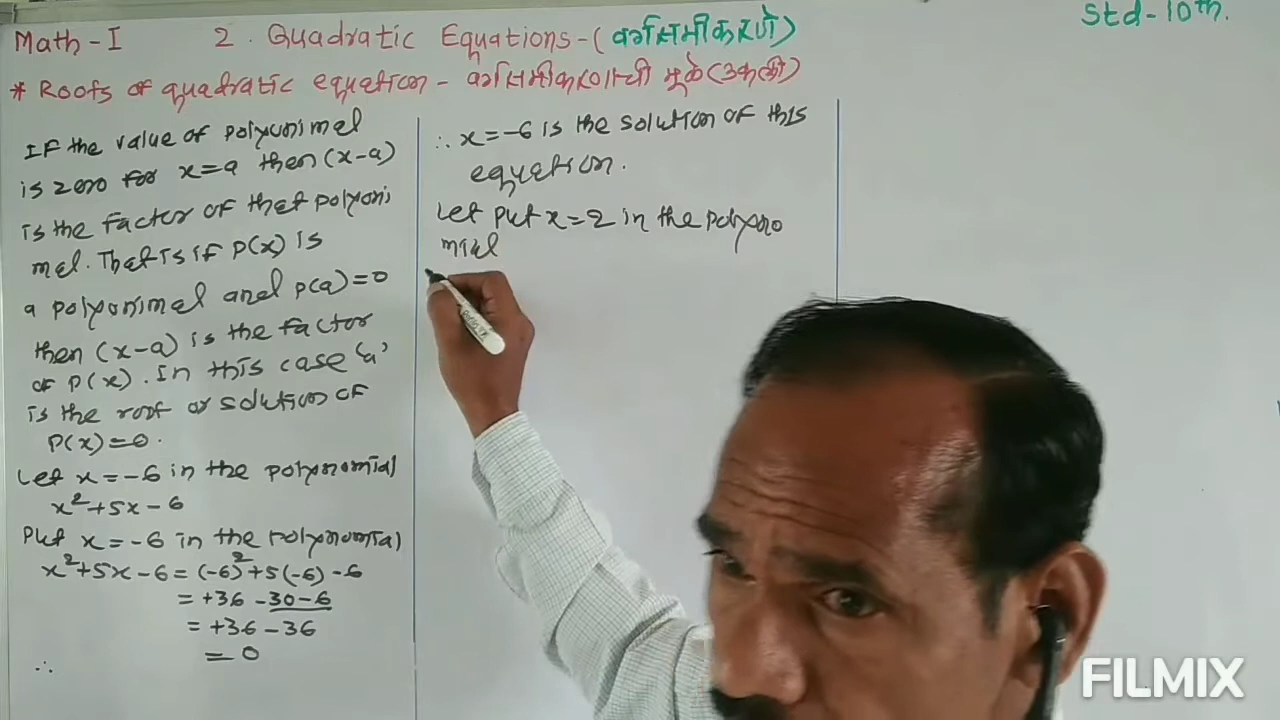 Std-10th.
Math-I 2. Quadratic Equations-(वर्गसमीकरणे)
* Roots of quadratic equation - वर्गसमीकरणाची मुळे (उकली)
If the value of polyonimal
is zero for x=a then (x-a)
is the factor of that polyoni
mal. That is if P(x) is
a polyonimal and p(a)=0
then (x-a) is the factor
of P(x). In this case 'a'
is the root or solution of
P(x)=0.
Let x=-6 in the polynomial
x²+5x-6
Put x=-6 in the polynomial
x²+5x-6=(-6)²+5(-6)-6
=+36-30-6
=+36-36
=0
∴
∴ x=-6 is the solution of this
equation.
Let put x=2 in the polyno
mial
FILMIX